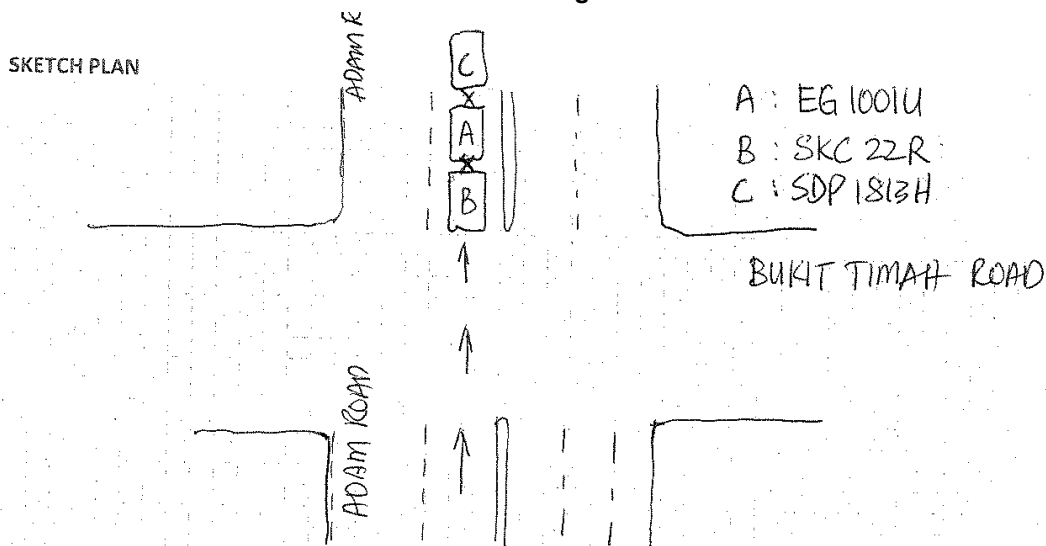 SKETCH PLAN
ADAM R
C
A
B
A : EG 1001U
B : SKC 22R
C : SDP 1813H
BUKIT TIMAH ROAD
ADAM ROAD